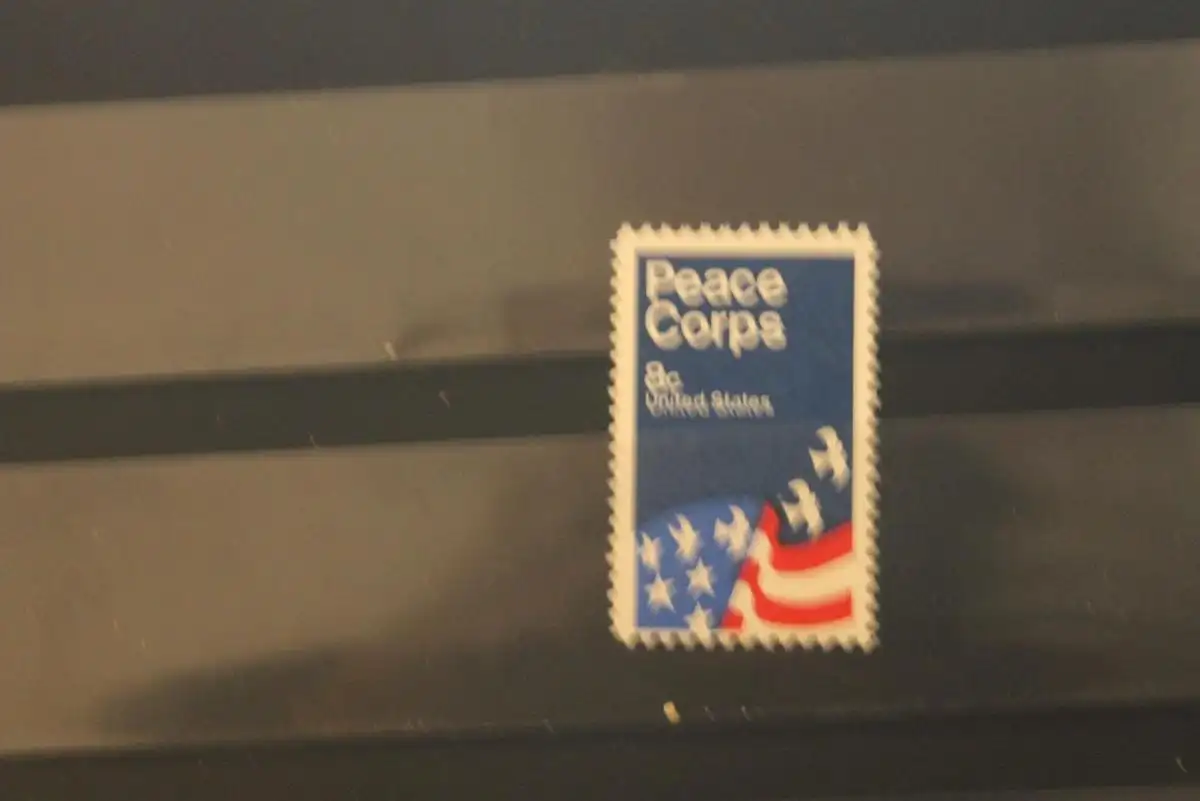 Peace
Corps
8c
United States